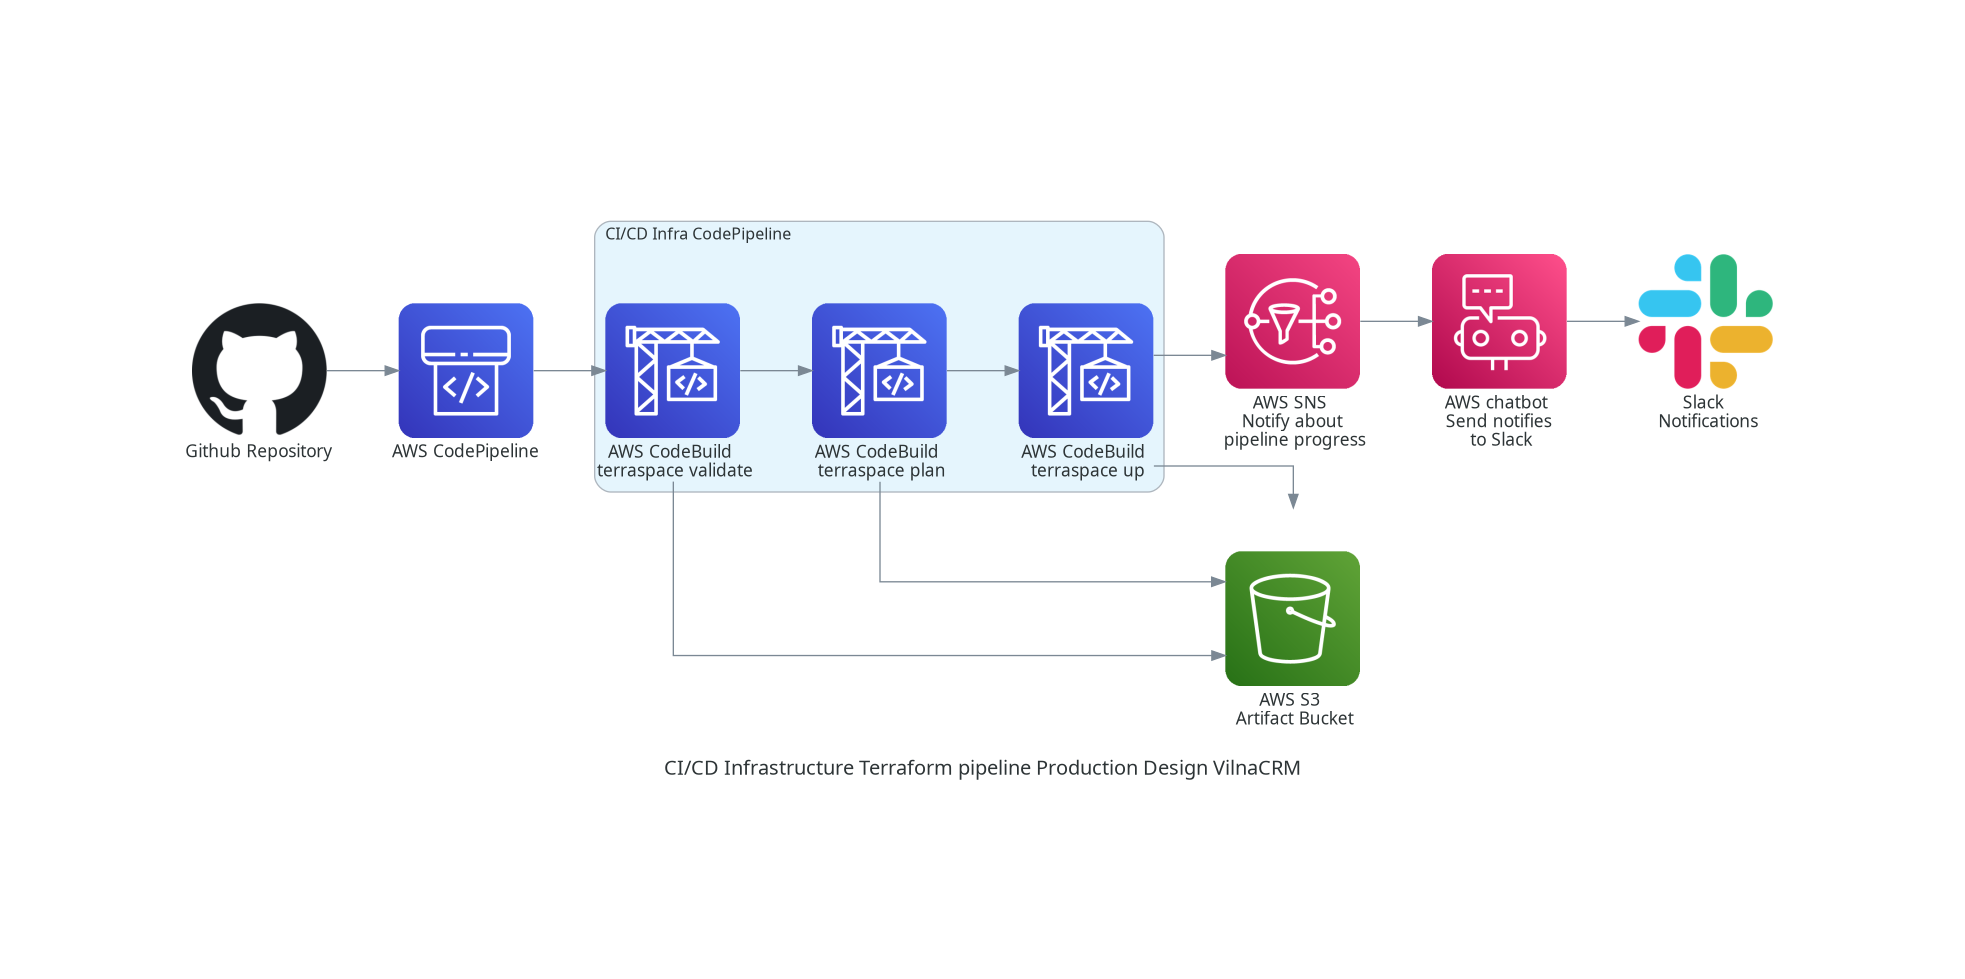 CI/CD Infra CodePipeline
Github Repository
AWS CodePipeline
AWS CodeBuild
terraspace validate
AWS CodeBuild
terraspace plan
AWS CodeBuild
terraspace up
AWS SNS
Notify about
pipeline progress
AWS chatbot
Send notifies
to Slack
Slack
Notifications
AWS S3
Artifact Bucket
CI/CD Infrastructure Terraform pipeline Production Design VilnaCRM